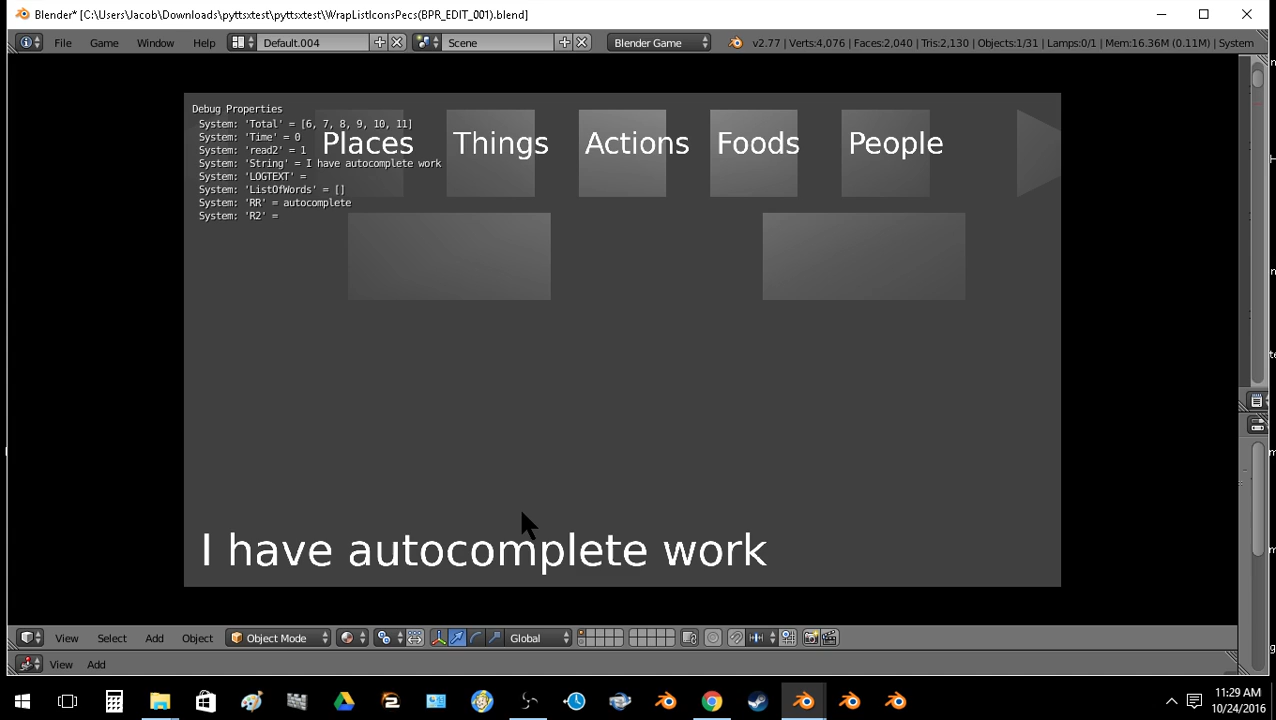 Blender* [C:\Users\Jacob\Downloads\pyttsxtest\pyttsxtest\WrapListIconsPecs(BPR_EDIT_001).blend]
File Game Window Help Default.004 Scene Blender Game v2.77 | Verts:4,076 | Faces:2,040 | Tris:2,130 | Objects:1/31 | Lamps:0/1 | Mem:16.36M (0.11M) | System
Debug Properties
System: 'Total' = [6, 7, 8, 9, 10, 11]
System: 'Time' = 0
System: 'read2' = 1
System: 'String' = I have autocomplete work
System: 'LOGTEXT' =
System: 'ListOfWords' = []
System: 'RR' = autocomplete
System: 'R2' =
Places Things Actions Foods People
I have autocomplete work
View Select Add Object Object Mode Global
View Add
11:29 AM
10/24/2016